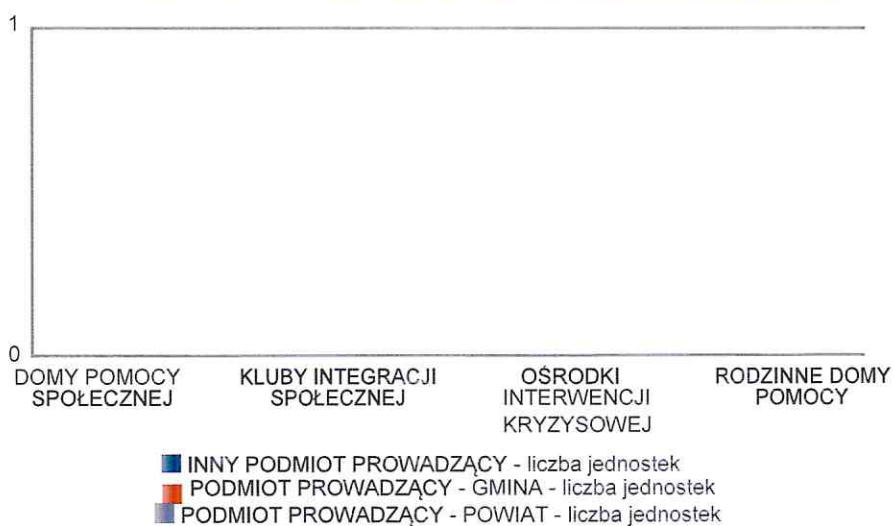 1
0
DOMY POMOCY SPOŁECZNEJ
KLUBY INTEGRACJI SPOŁECZNEJ
OŚRODKI INTERWENCJI KRYZYSOWEJ
RODZINNE DOMY POMOCY
INNY PODMIOT PROWADZĄCY - liczba jednostek
PODMIOT PROWADZĄCY - GMINA - liczba jednostek
PODMIOT PROWADZĄCY - POWIAT - liczba jednostek